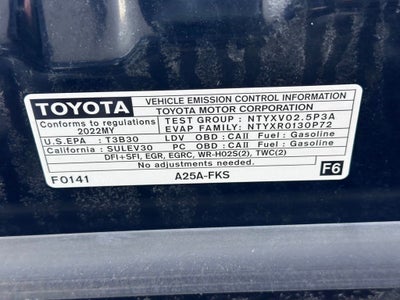 TOYOTA
VEHICLE EMISSION CONTROL INFORMATION
TOYOTA MOTOR CORPORATION
Conforms to regulations
2022MY
TEST GROUP : NTYXV02.5P3A
EVAP FAMILY: NTYXR0130P72
U.S.EPA : T3B30 LDV OBD : CAII Fuel : Gasoline
California : SULEV30 PC OBD : CAII Fuel : Gasoline
DFI+SFI, EGR, EGRC, WR-HO2S(2), TWC(2)
No adjustments needed.
F0141 A25A-FKS F6